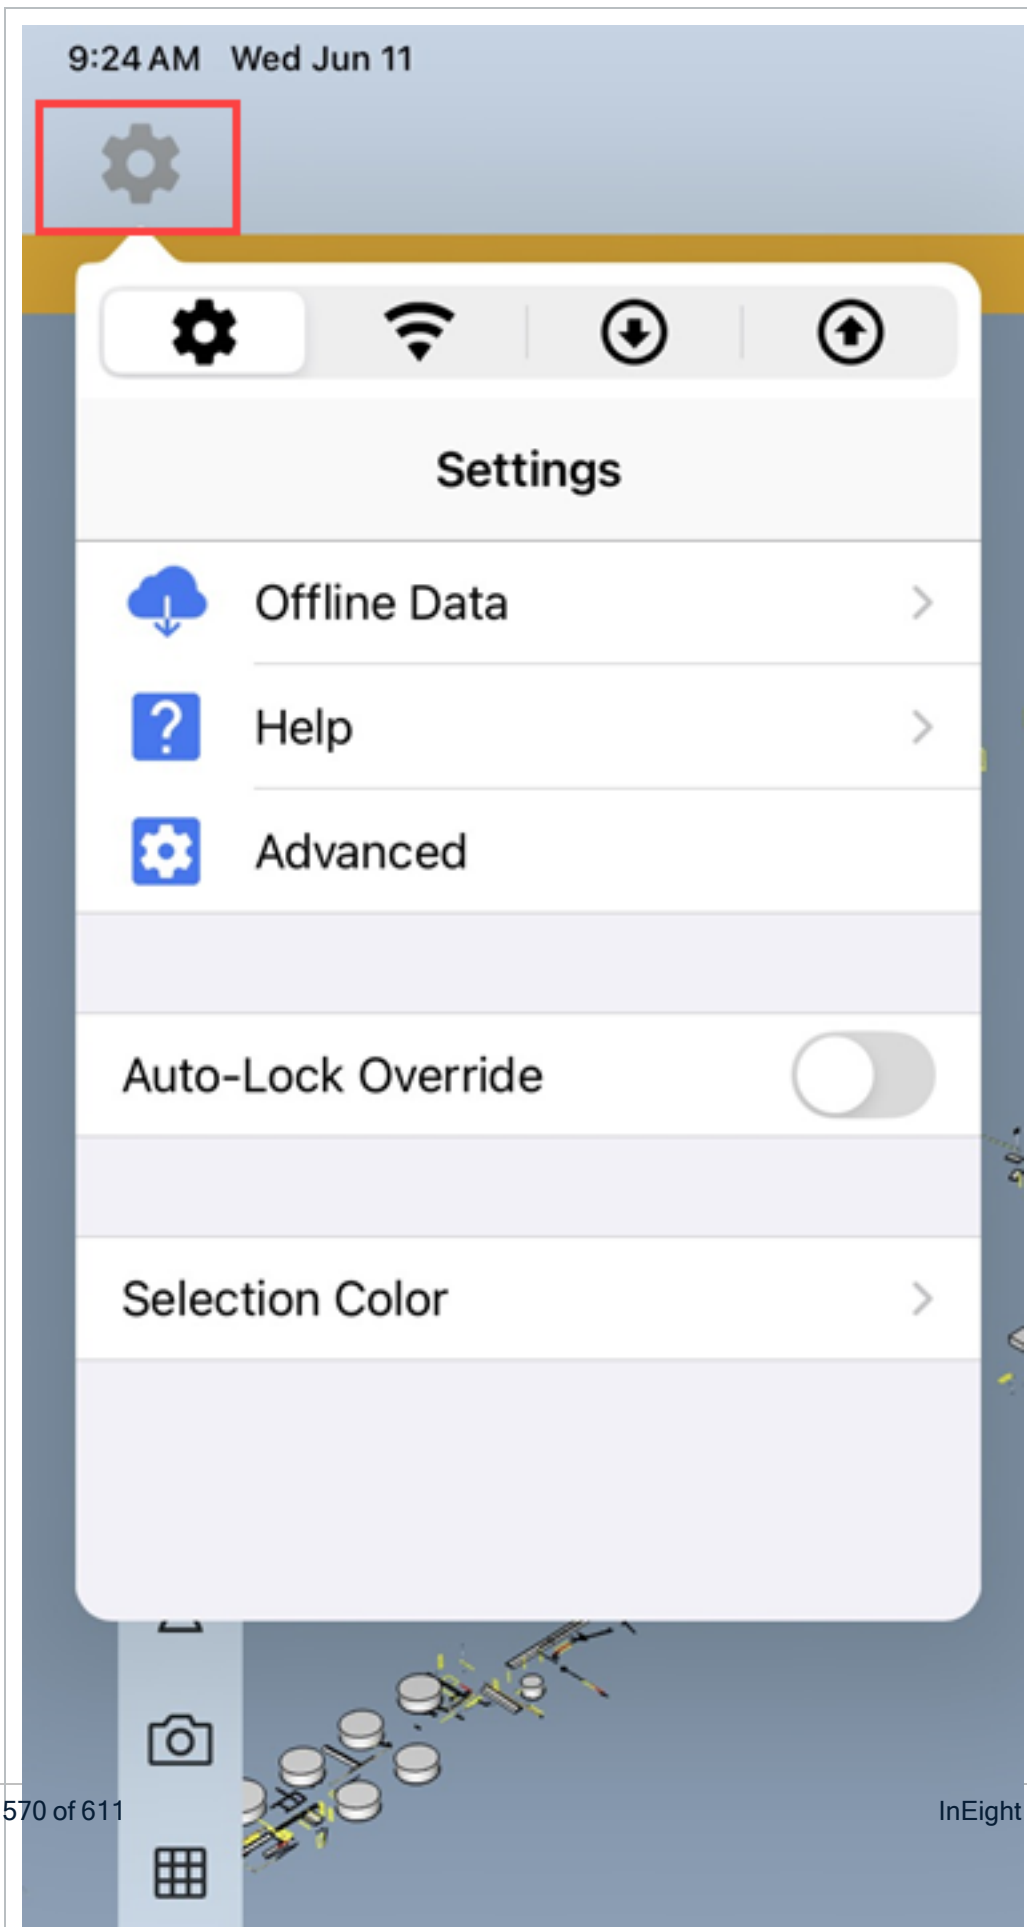 9:24 AM Wed Jun 11
Settings
Offline Data
Help
Advanced
Auto-Lock Override
Selection Color
570 of 611
InEight